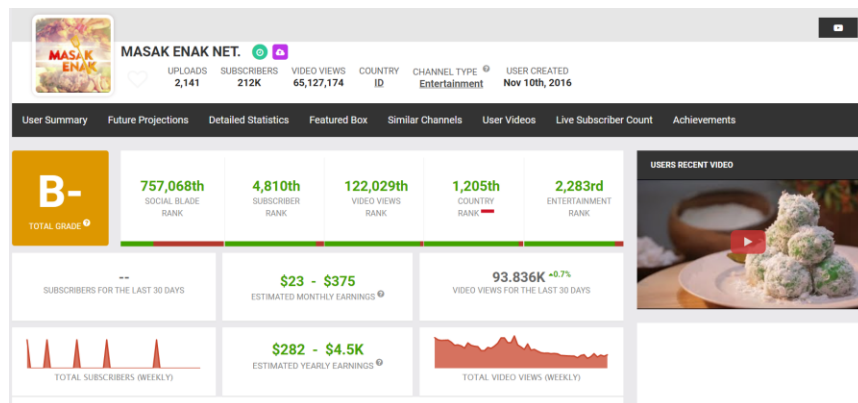 MASAK
ENAK
MASAK ENAK NET.
UPLOADS SUBSCRIBERS VIDEO VIEWS COUNTRY CHANNEL TYPE ? USER CREATED
2,141 212K 65,127,174 ID Entertainment Nov 10th, 2016
User Summary Future Projections Detailed Statistics Featured Box Similar Channels User Videos Live Subscriber Count Achievements
B-
TOTAL GRADE ?
757,068th 4,810th 122,029th 1,205th 2,283rd
SOCIAL BLADE SUBSCRIBER VIDEO VIEWS COUNTRY ENTERTAINMENT
RANK RANK RANK RANK RANK
USERS RECENT VIDEO
-- $23 - $375 93.836K ▲0.7%
SUBSCRIBERS FOR THE LAST 30 DAYS ESTIMATED MONTHLY EARNINGS ? VIDEO VIEWS FOR THE LAST 30 DAYS
$282 - $4.5K
TOTAL SUBSCRIBERS (WEEKLY) ESTIMATED YEARLY EARNINGS ? TOTAL VIDEO VIEWS (WEEKLY)